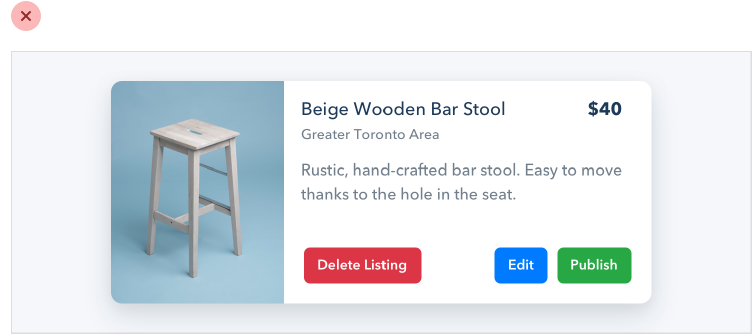 Beige Wooden Bar Stool
$40
Greater Toronto Area
Rustic, hand-crafted bar stool. Easy to move
thanks to the hole in the seat.
Delete Listing
Edit
Publish